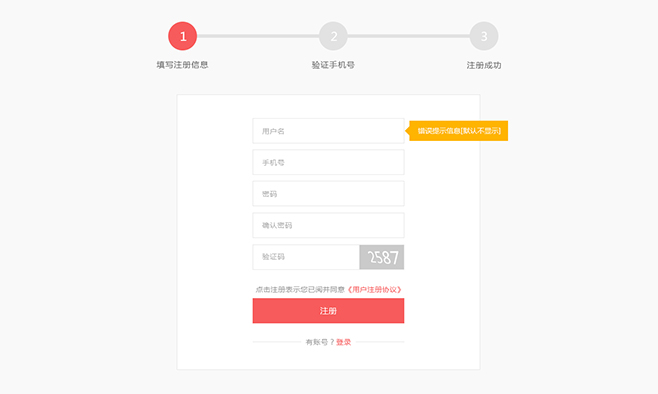 1 2 3
填写注册信息 验证手机号 注册成功
用户名 错误提示信息(默认不显示)
手机号
密码
确认密码
验证码 2587
点击注册表示您已阅并同意《用户注册协议》
注册
有账号？登录